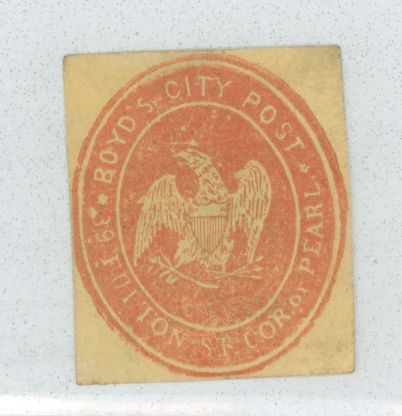 BOYD'S CITY POST
39 FULTON ST. COR. OF PEARL